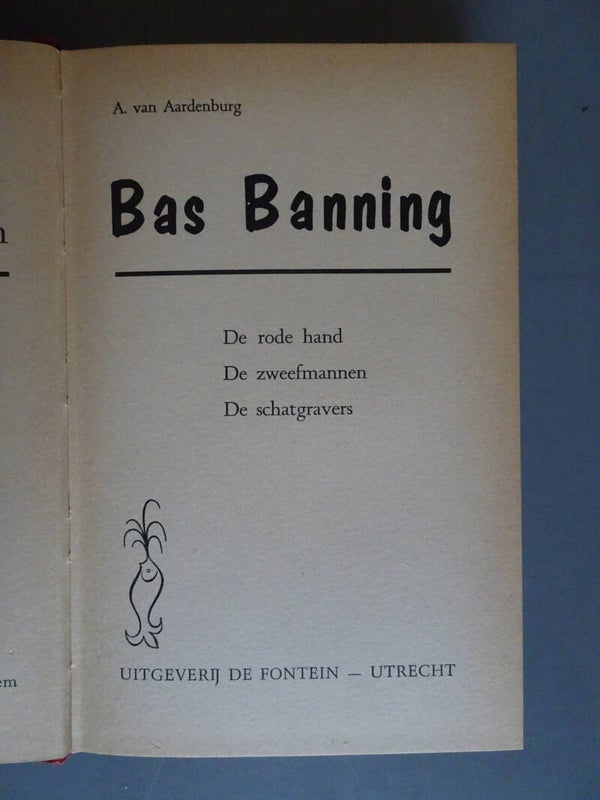 A. van Aardenburg
Bas Banning
De rode hand
De zweefmannen
De schatgravers
UITGEVERIJ DE FONTEIN — UTRECHT